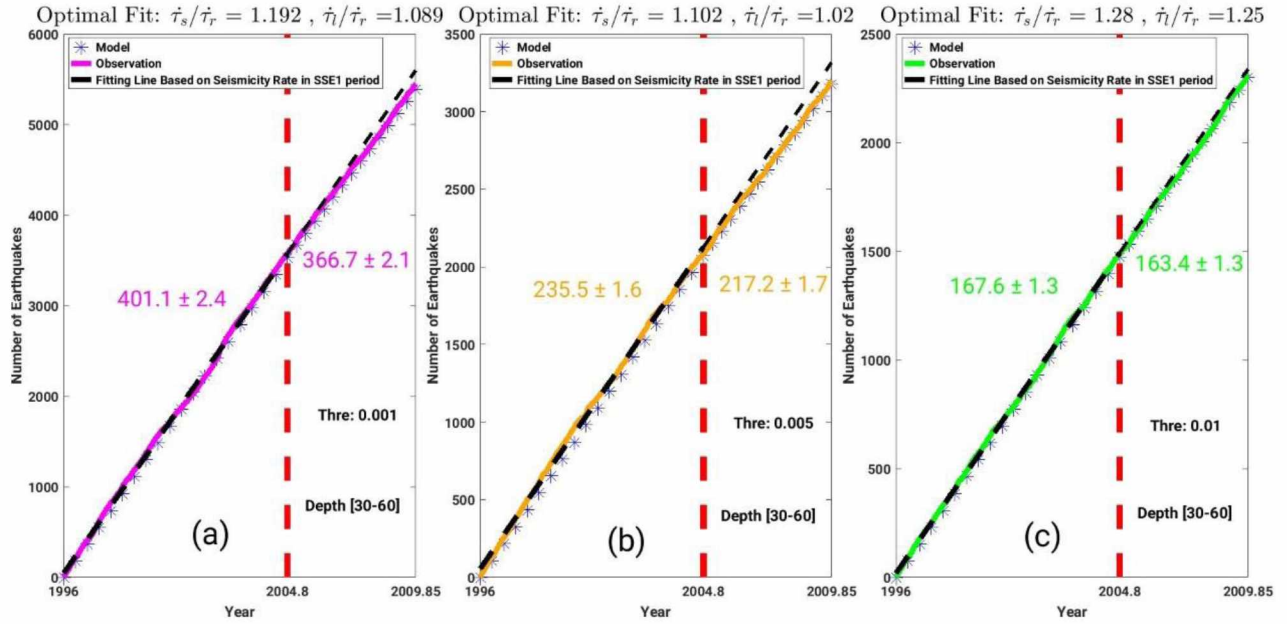 Optimal Fit: τ̇ₛ/τ̇ᵣ = 1.192 , τ̇ₗ/τ̇ᵣ =1.089
6000
5000
4000
3000
2000
1000
0
Number of Earthquakes
Model
Observation
Fitting Line Based on Seismicity Rate in SSE1 period
401.1 ± 2.4
366.7 ± 2.1
Thre: 0.001
Depth [30-60]
(a)
1996
2004.8
2009.85
Year
Optimal Fit: τ̇ₛ/τ̇ᵣ = 1.102 , τ̇ₗ/τ̇ᵣ =1.02
3500
3000
2500
2000
1500
1000
500
0
Number of Earthquakes
Model
Observation
Fitting Line Based on Seismicity Rate in SSE1 period
235.5 ± 1.6
217.2 ± 1.7
Thre: 0.005
Depth [30-60]
(b)
1996
2004.8
2009.85
Year
Optimal Fit: τ̇ₛ/τ̇ᵣ = 1.28 , τ̇ₗ/τ̇ᵣ =1.25
2500
2000
1500
1000
500
0
Number of Earthquakes
Model
Observation
Fitting Line Based on Seismicity Rate in SSE1 period
167.6 ± 1.3
163.4 ± 1.3
Thre: 0.01
Depth [30-60]
(c)
1996
2004.8
2009.85
Year